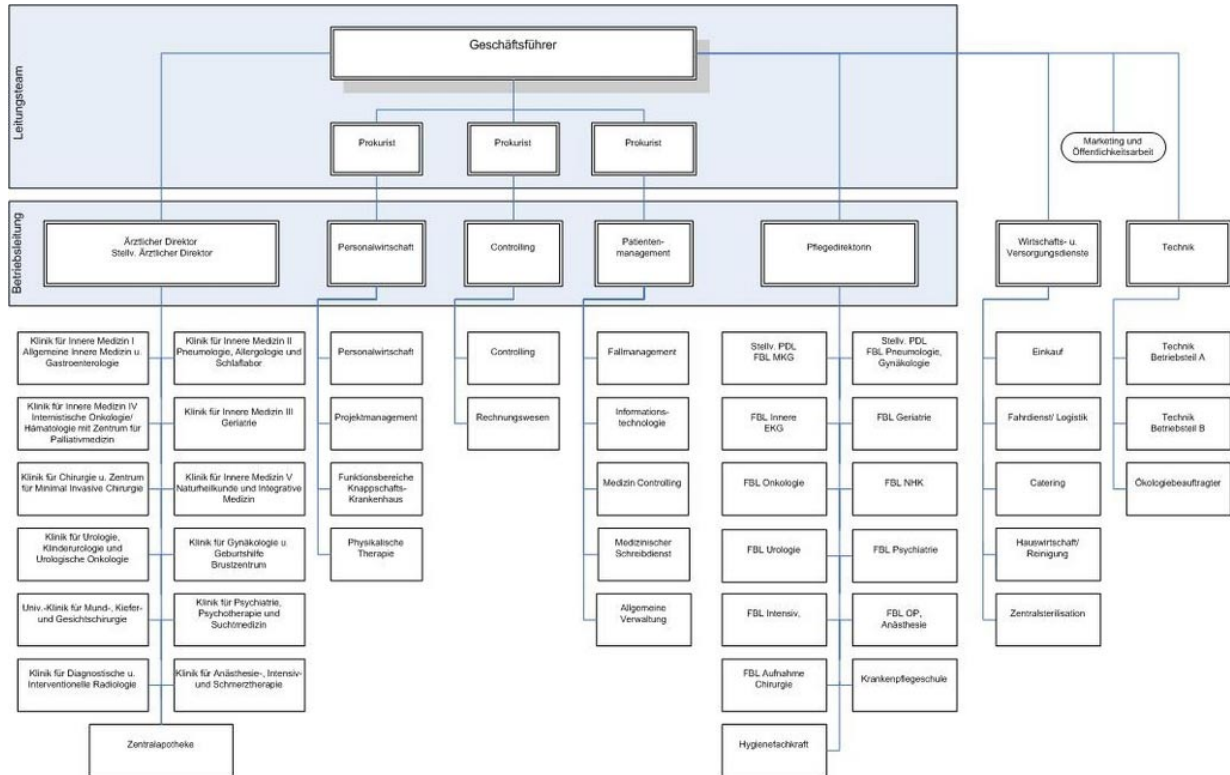 Leitungsteam
Geschäftsführer
Prokurist
Prokurist
Prokurist
Marketing und
Öffentlichkeitsarbeit
Betriebsleitung
Ärztlicher Direktor
Stellv. Ärztlicher Direktor
Personalwirtschaft
Controlling
Patienten-
management
Pflegedirektorin
Wirtschafts- u.
Versorgungsdienste
Technik
Klinik für Innere Medizin I
Allgemeine Innere Medizin u.
Gastroenterologie
Klinik für Innere Medizin II
Pneumologie, Allergologie und
Schlaflabor
Personalwirtschaft
Controlling
Fallmanagement
Stellv. PDL
FBL MKG
Stellv. PDL
FBL Pneumologie,
Gynäkologie
Einkauf
Technik
Betriebsteil A
Klinik für Innere Medizin IV
Internistische Onkologie/
Hämatologie mit Zentrum für
Palliativmedizin
Klinik für Innere Medizin III
Geriatrie
Projektmanagement
Rechnungswesen
Informations-
technologie
FBL Innere
EKG
FBL Geriatrie
Fahrdienst/ Logistik
Technik
Betriebsteil B
Klinik für Chirurgie u. Zentrum
für Minimal Invasive Chirurgie
Klinik für Innere Medizin V
Naturheilkunde und Integrative
Medizin
Funktionsbereiche
Knappschafts-
Krankenhaus
Medizin Controlling
FBL Onkologie
FBL NHK
Catering
Ökologiebeauftragter
Klinik für Urologie,
Klinderurologie und
Urologische Onkologie
Klinik für Gynäkologie u.
Geburtshilfe
Brustzentrum
Physikalische
Therapie
Medizinischer
Schreibdienst
FBL Urologie
FBL Psychiatrie
Hauswirtschaft/
Reinigung
Univ.-Klinik für Mund-, Kiefer-
und Gesichtschirurgie
Klinik für Psychiatrie,
Psychotherapie und
Suchtmedizin
Allgemeine
Verwaltung
FBL Intensiv,
FBL OP,
Anästhesie
Zentralsterilisation
Klinik für Diagnostische u.
Interventionelle Radiologie
Klinik für Anästhesie-, Intensiv-
und Schmerztherapie
FBL Aufnahme
Chirurgie
Krankenpflegeschule
Zentralapotheke
Hygienefachkraft